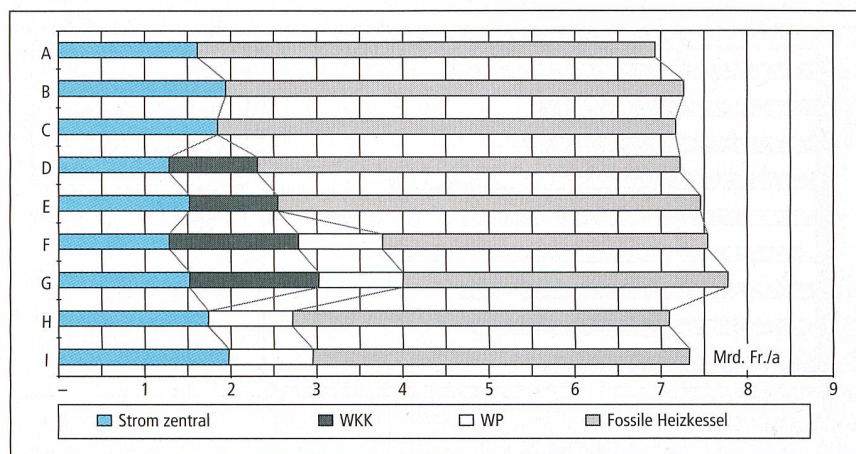 A
B
C
D
E
F
G
H
I
Mrd. Fr./a
– 1 2 3 4 5 6 7 8 9
Strom zentral WKK WP Fossile Heizkessel